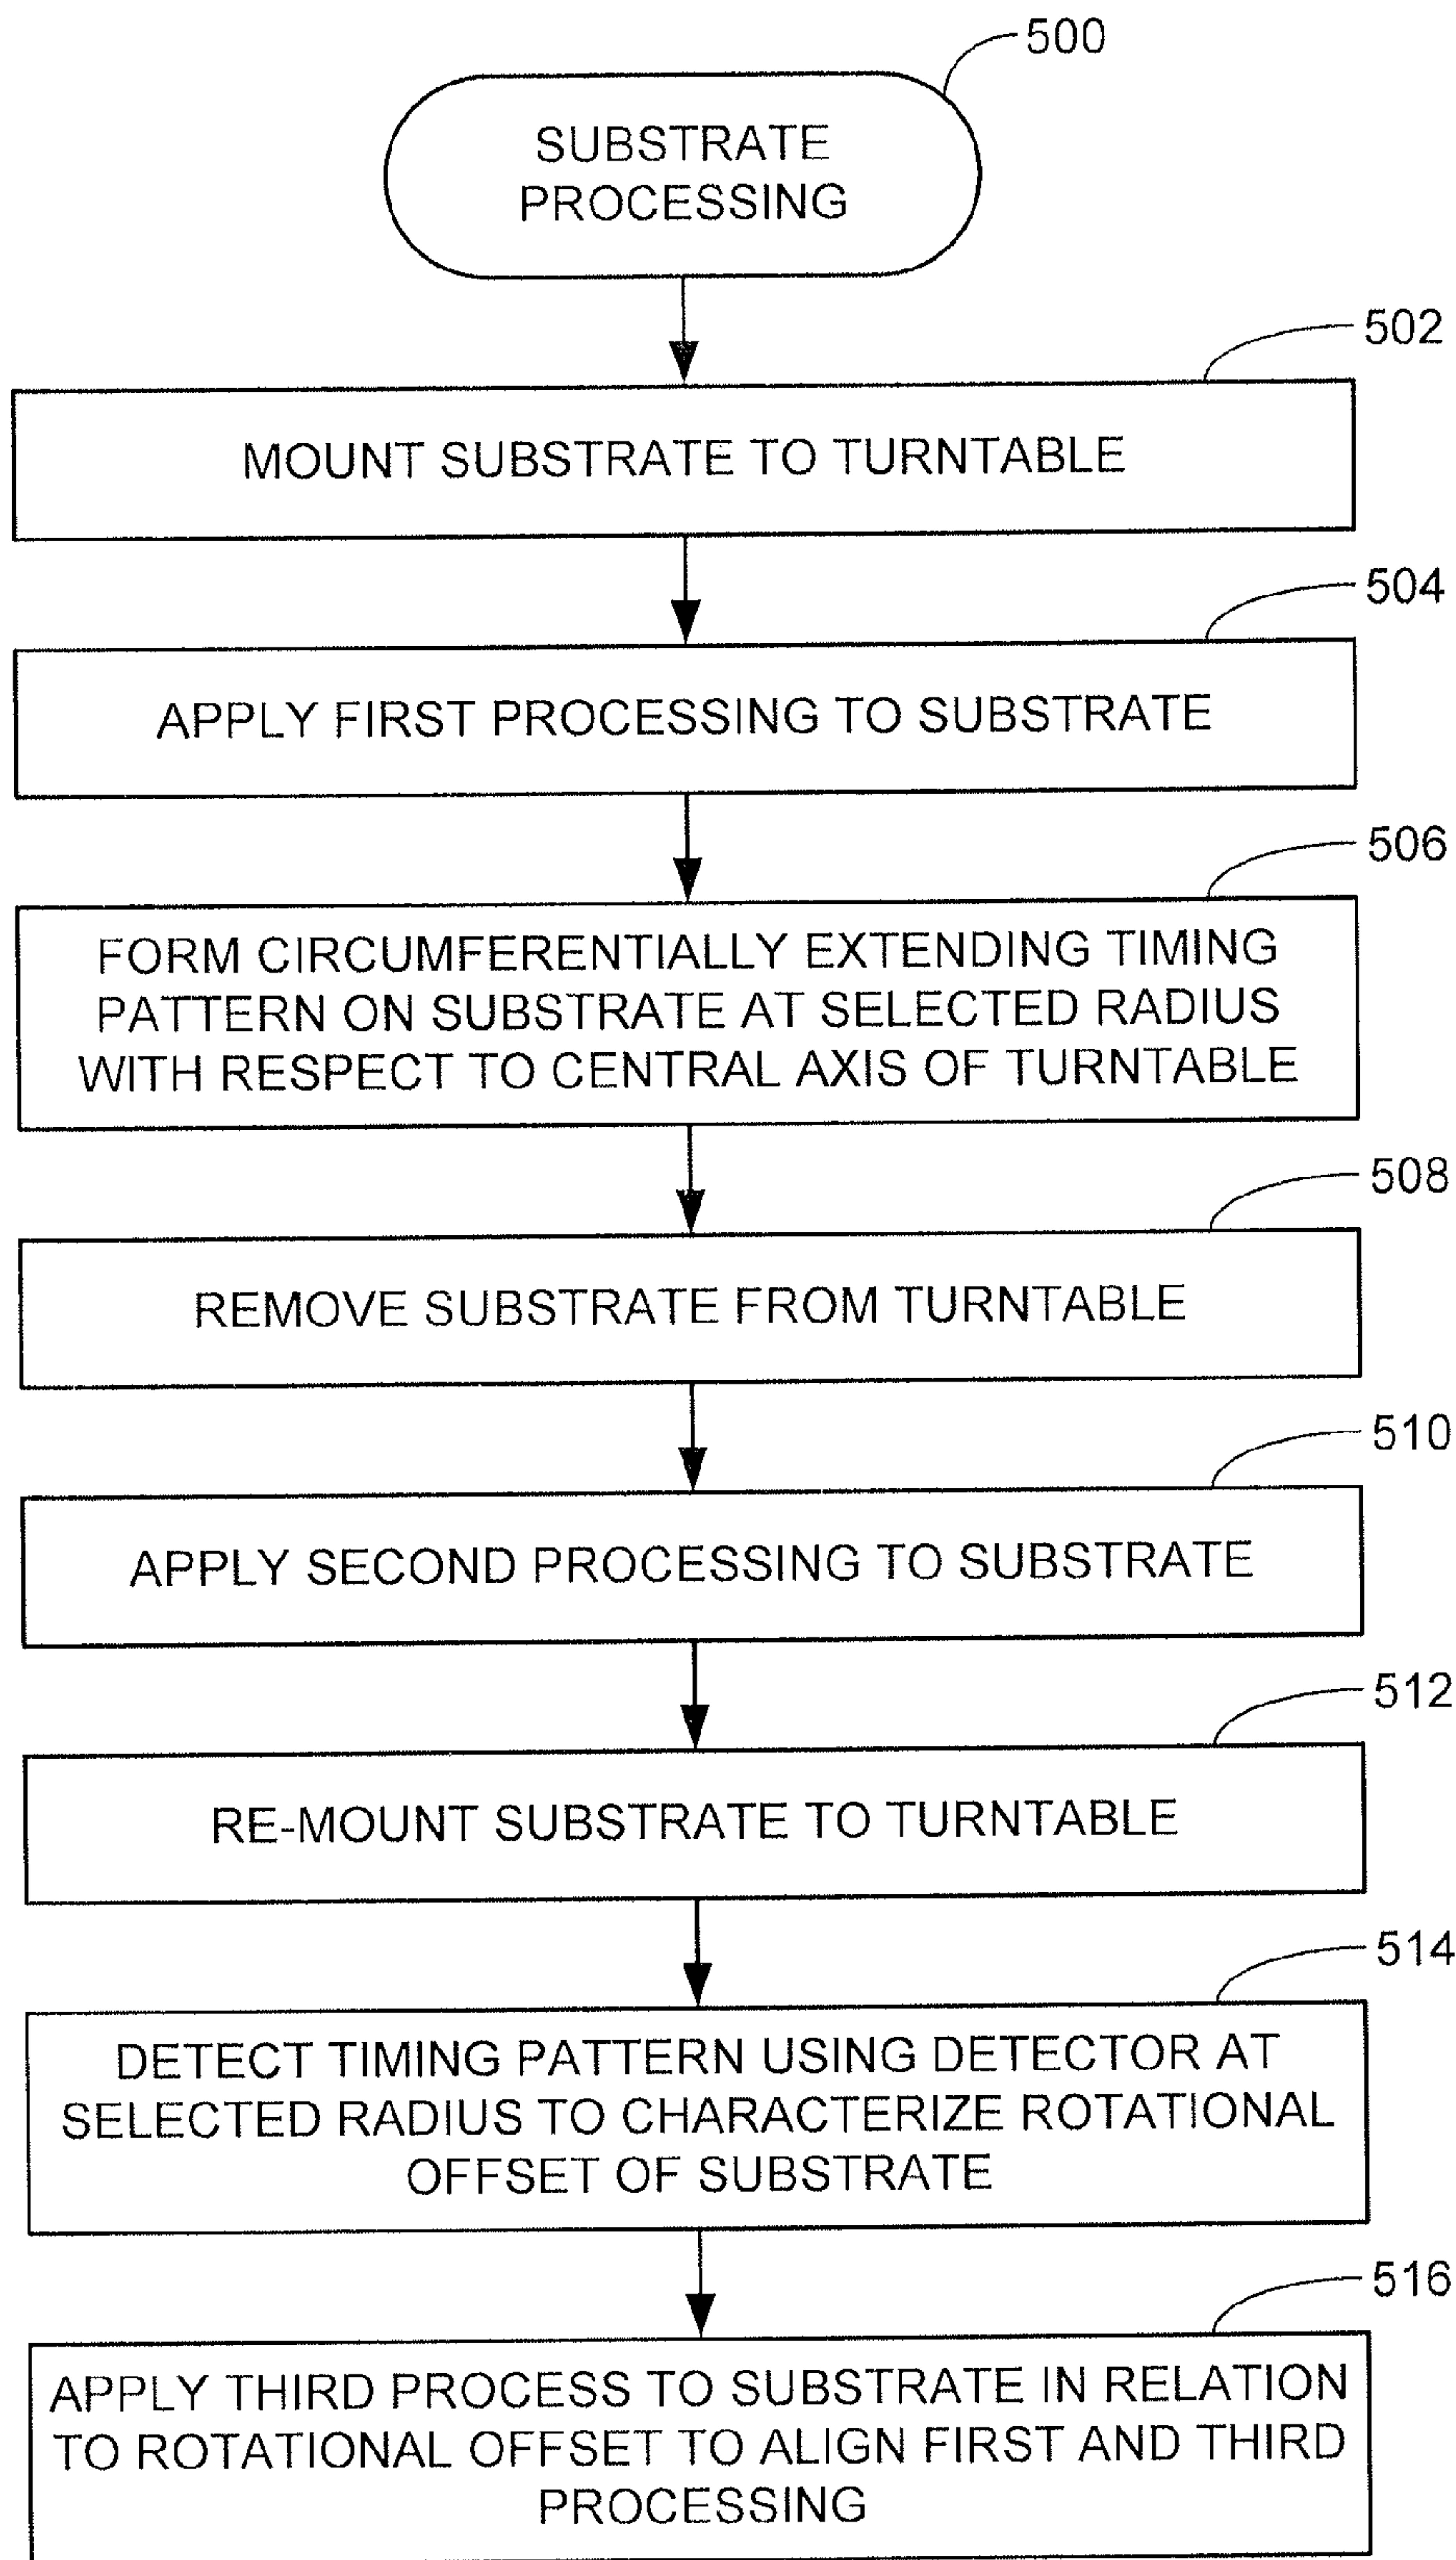 500
SUBSTRATE
PROCESSING
502
MOUNT SUBSTRATE TO TURNTABLE
504
APPLY FIRST PROCESSING TO SUBSTRATE
506
FORM CIRCUMFERENTIALLY EXTENDING TIMING
PATTERN ON SUBSTRATE AT SELECTED RADIUS
WITH RESPECT TO CENTRAL AXIS OF TURNTABLE
508
REMOVE SUBSTRATE FROM TURNTABLE
510
APPLY SECOND PROCESSING TO SUBSTRATE
512
RE-MOUNT SUBSTRATE TO TURNTABLE
514
DETECT TIMING PATTERN USING DETECTOR AT
SELECTED RADIUS TO CHARACTERIZE ROTATIONAL
OFFSET OF SUBSTRATE
516
APPLY THIRD PROCESS TO SUBSTRATE IN RELATION
TO ROTATIONAL OFFSET TO ALIGN FIRST AND THIRD
PROCESSING